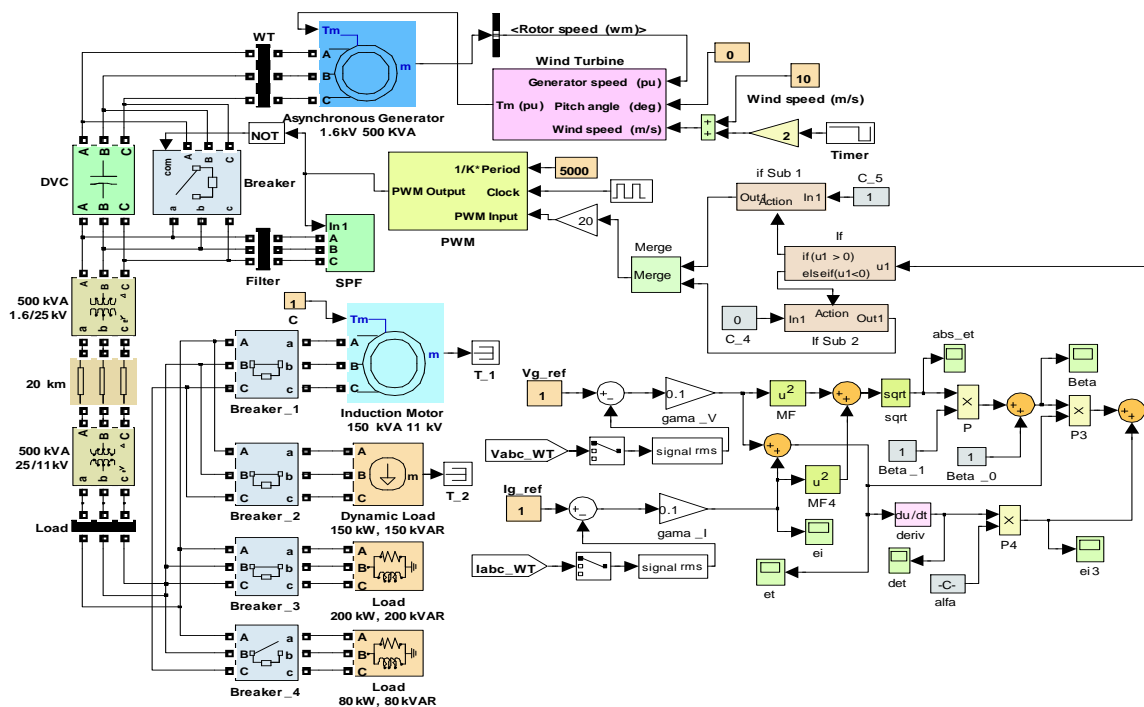 WT
Tm
A
B
C
m
Asynchronous Generator
1.6kV 500 KVA
<Rotor speed (wm)>
Wind Turbine
Generator speed (pu)
Tm (pu)
Pitch angle (deg)
Wind speed (m/s)
0
10
Wind speed (m/s)
+
+
2
Timer
NOT
A B C
DVC
A B C
com
A B C
a b c
Breaker
1/K*Period
PWM Output
Clock
PWM Input
PWM
5000
20
In1
A
B
C
SPF
Filter
if Sub 1
Out1
Action
In1
C_5
1
If
if(u1 > 0)
elseif(u1<0)
u1
Merge
Merge
0
C_4
In1
Action
Out1
If Sub 2
A B C
500 kVA
1.6/25 kV
a b c
20 km
A B C
500 kVA
25/11 kV
a b c
Load
1
C
Tm
A
B
C
m
T_1
Induction Motor
150 kVA 11 kV
A a
B b
C c
Breaker_1
A a
B b
C c
Breaker_2
A
B
C
m
T_2
Dynamic Load
150 kW, 150 kVAR
A a
B b
C c
Breaker_3
A
B
C
Load
200 kW, 200 kVAR
A a
B b
C c
Breaker_4
A
B
C
Load
80 kW, 80 kVAR
Vg_ref
1
0.1
gama_V
Vabc_WT
signal rms
u²
MF
sqrt
sqrt
abs_et
Beta
P
P3
1
Beta_1
1
Beta_0
Ig_ref
1
0.1
gama_I
Iabc_WT
signal rms
u²
MF4
ei
et
du/dt
deriv
det
-C-
alfa
P4
ei3